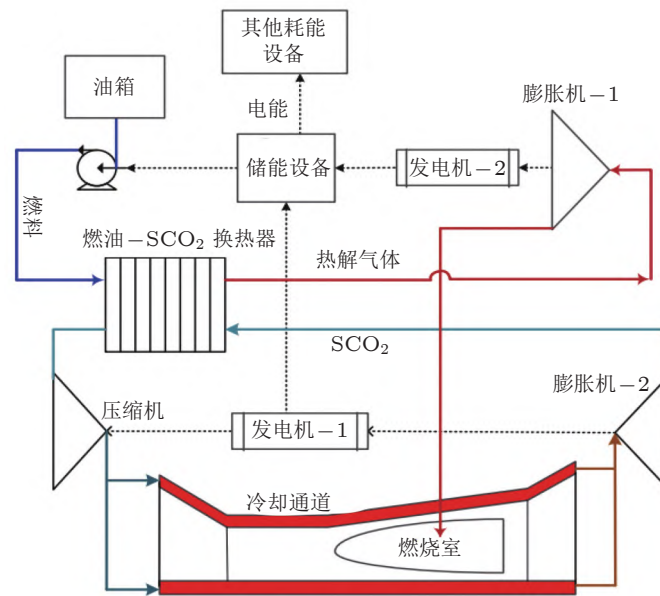 其他耗能
设备
油箱
电能
膨胀机－1
储能设备
发电机－2
燃料
燃油－SCO₂ 换热器
热解气体
SCO₂
膨胀机－2
压缩机
发电机－1
冷却通道
燃烧室